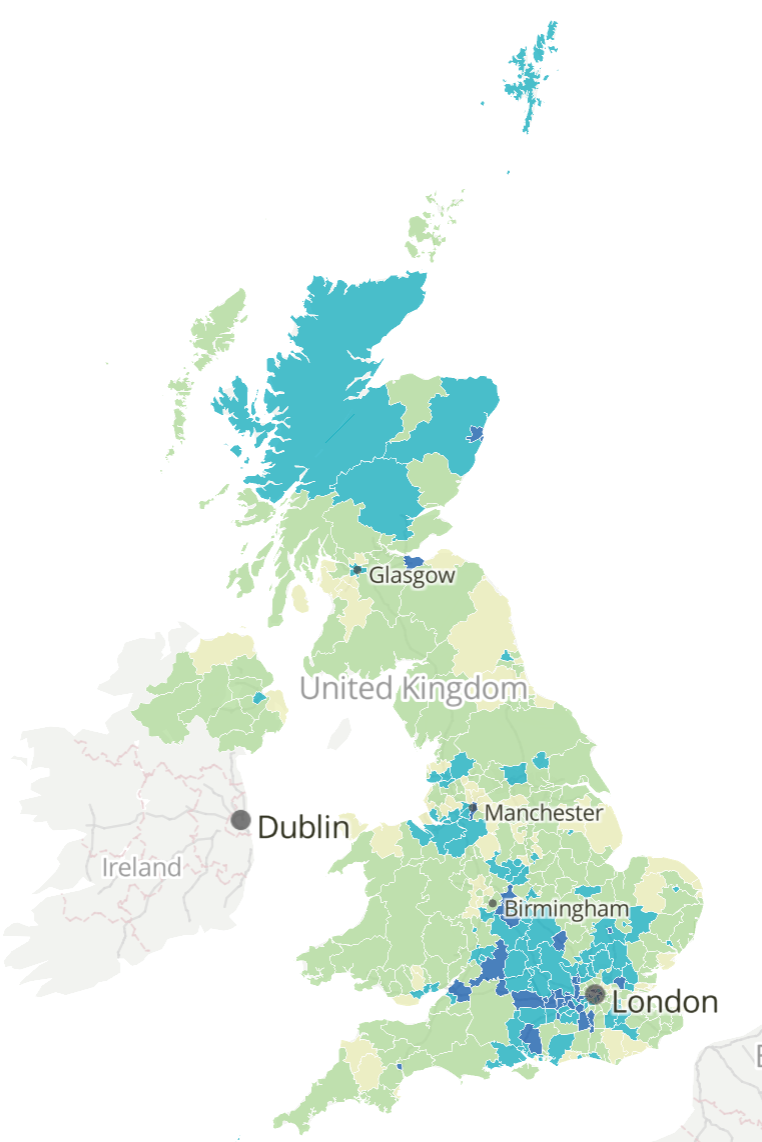 Glasgow
United Kingdom
Manchester
Dublin
Ireland
Birmingham
London